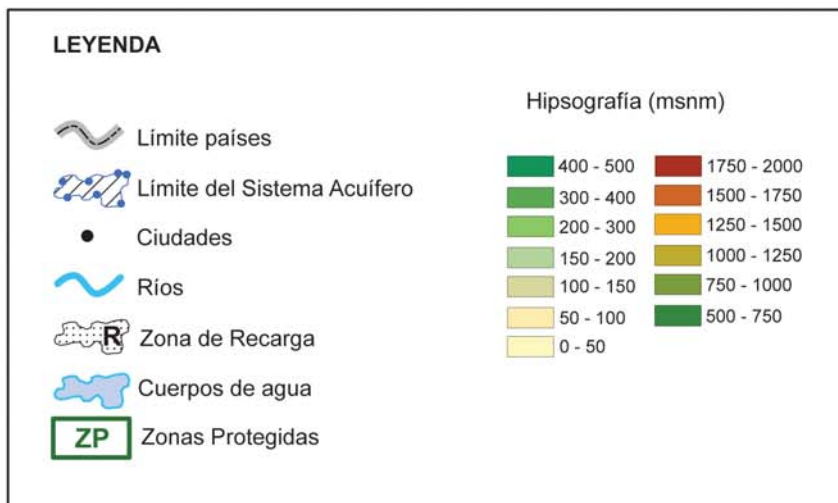 LEYENDA
Límite países
Límite del Sistema Acuífero
Ciudades
Ríos
R Zona de Recarga
Cuerpos de agua
ZP Zonas Protegidas
Hipsografía (msnm)
400 - 500
300 - 400
200 - 300
150 - 200
100 - 150
50 - 100
0 - 50
1750 - 2000
1500 - 1750
1250 - 1500
1000 - 1250
750 - 1000
500 - 750